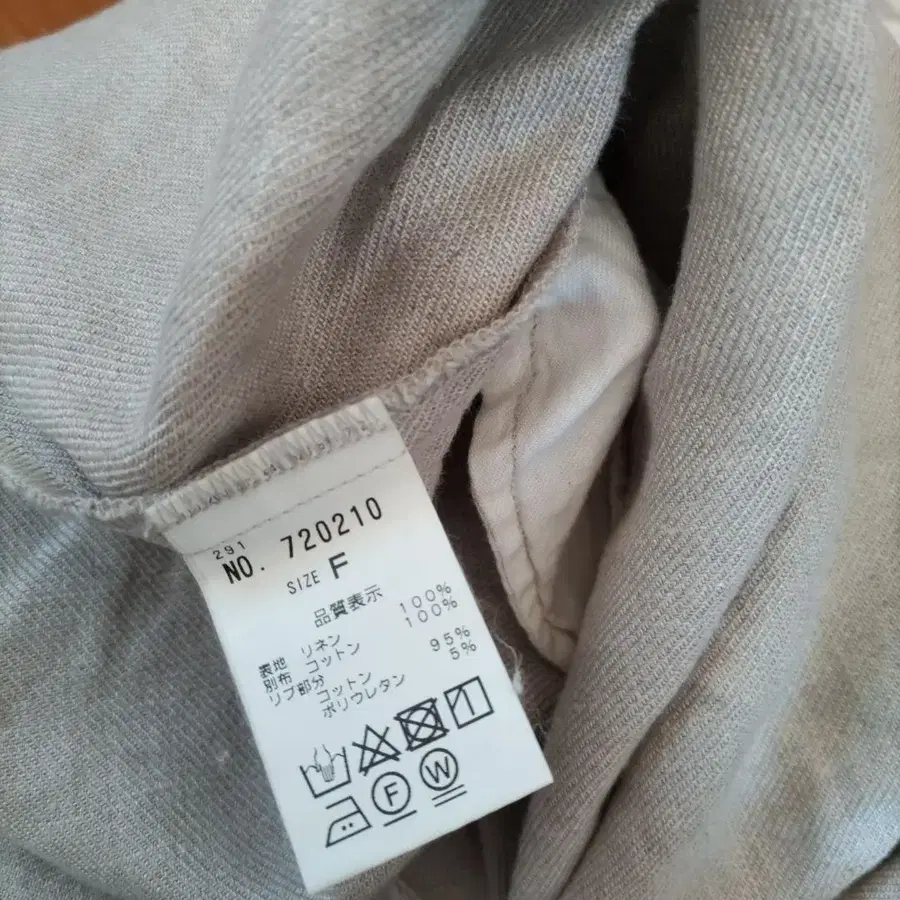 291
NO. 720210
SIZE F
品質表示
表地 リネン 100%
別布 コットン 100%
リブ部分
コットン 95%
ポリウレタン 5%
F W